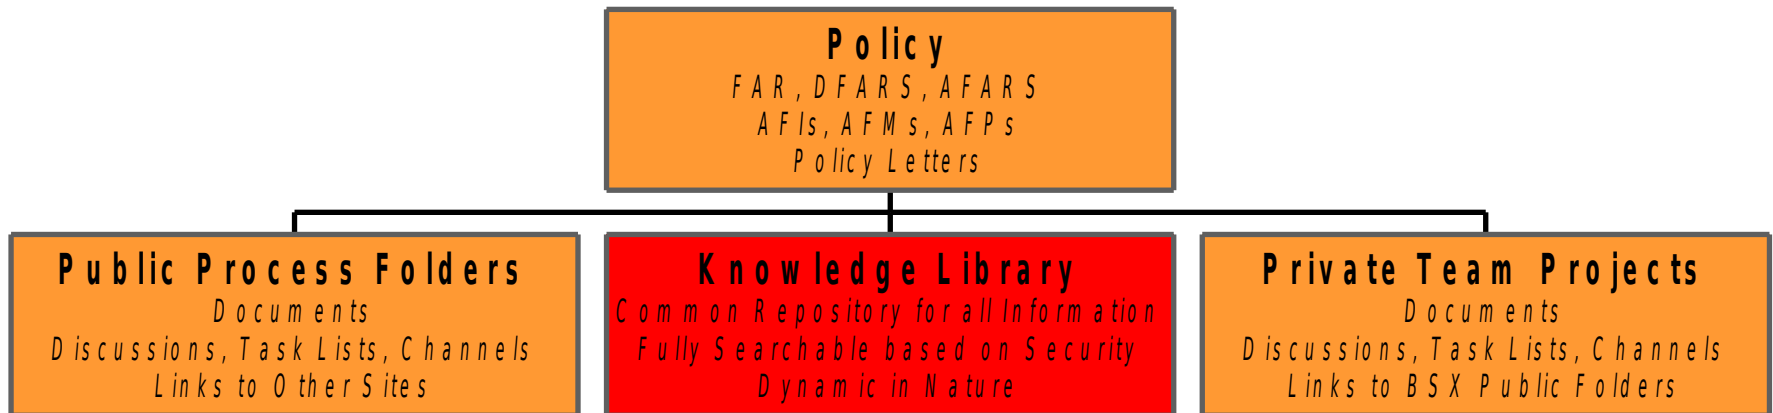 Policy
FAR, DFARS, AFARS
AFIs, AFMs, AFPs
Policy Letters
Public Process Folders
Documents
Discussions, Task Lists, Channels
Links to Other Sites
Knowledge Library
Common Repository for all Information
Fully Searchable based on Security
Dynamic in Nature
Private Team Projects
Documents
Discussions, Task Lists, Channels
Links to BSX Public Folders